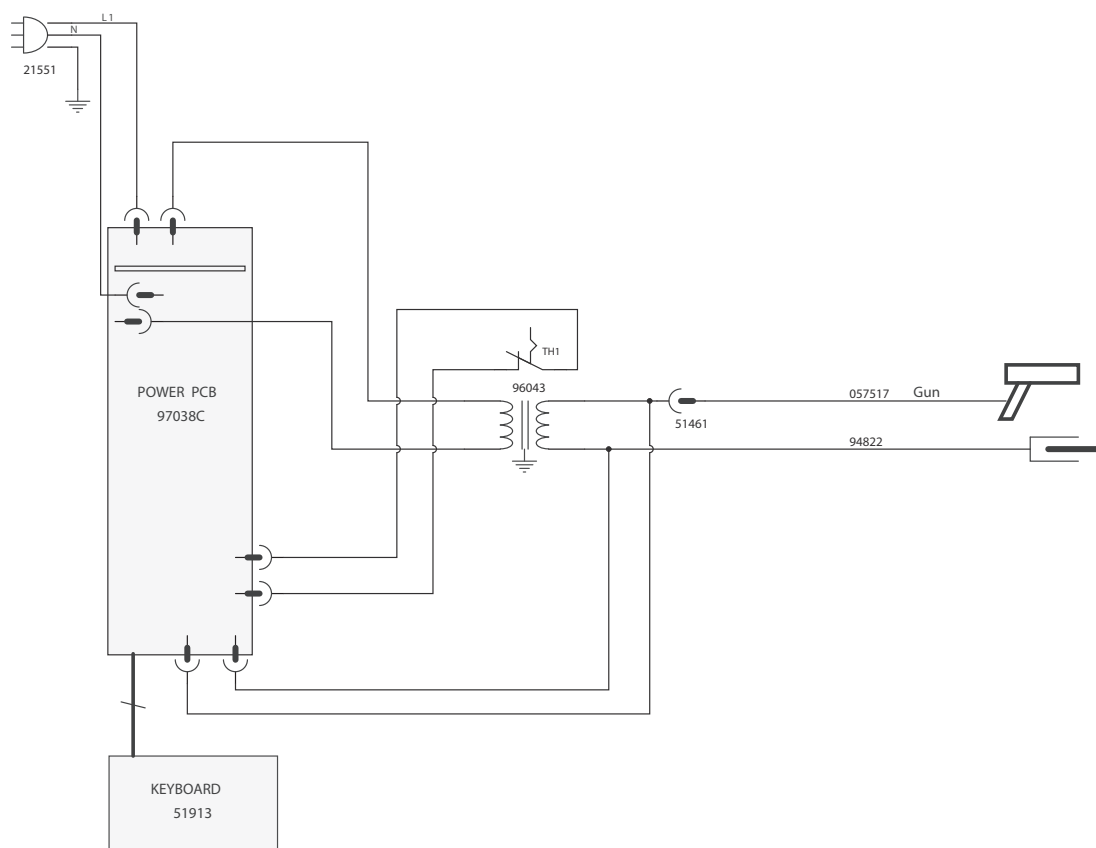 L1
N
21551
TH1
POWER PCB
97038C
96043
057517 Gun
51461
94822
KEYBOARD
51913